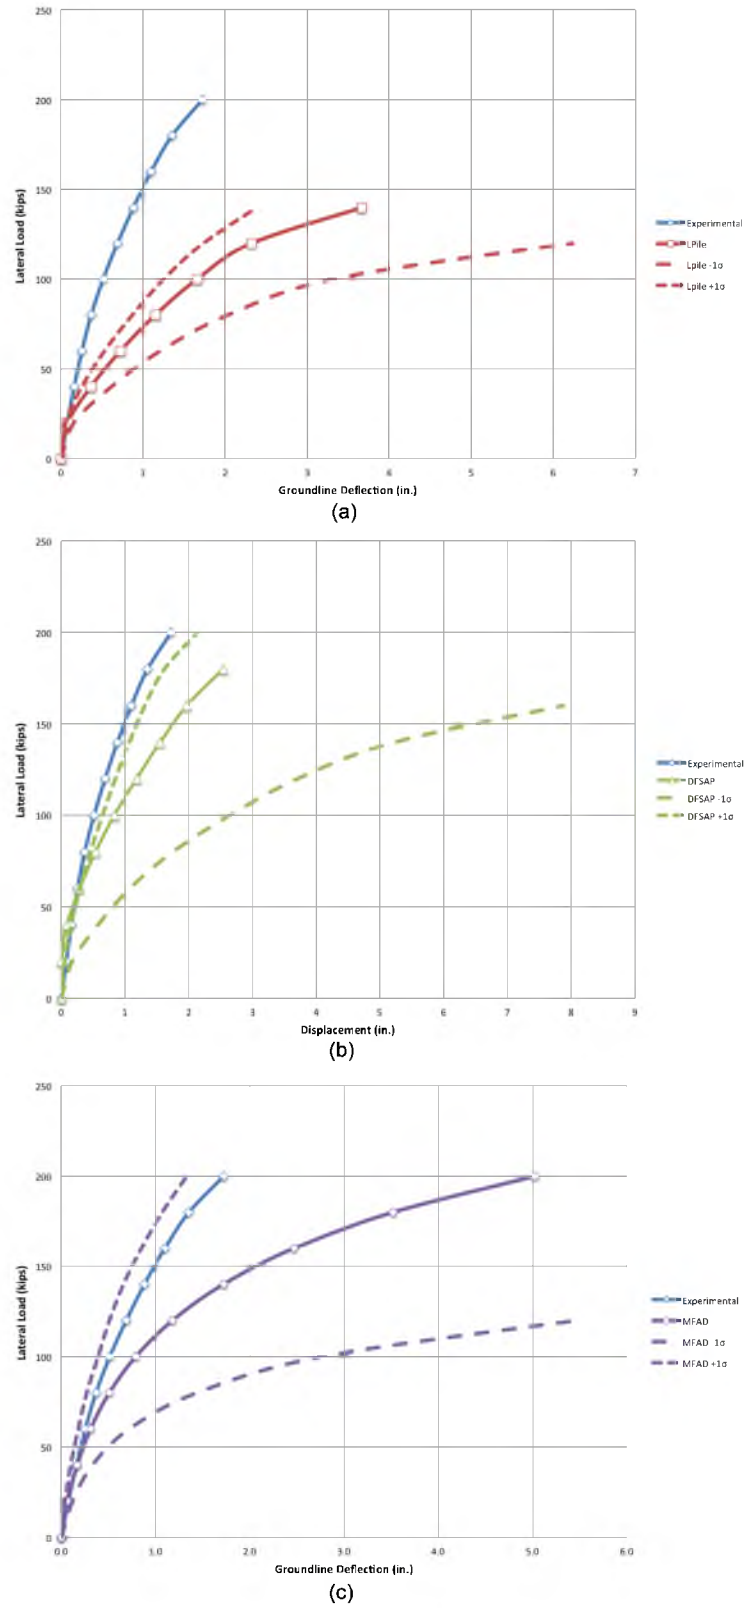 250
200
150
100
50
0
Lateral Load (kips)
0 1 2 3 4 5 6 7
Groundline Deflection (in.)
Experimental
LPile
Lpile -1σ
Lpile +1σ
(a)
250
200
150
100
50
0
Lateral Load (kips)
0 1 2 3 4 5 6 7 8 9
Displacement (in.)
Experimental
DFSAP
DFSAP -1σ
DFSAP +1σ
(b)
250
200
150
100
50
0
Lateral Load (kips)
0.0 1.0 2.0 3.0 4.0 5.0 6.0
Groundline Deflection (in.)
Experimental
MFAD
MFAD -1σ
MFAD +1σ
(c)